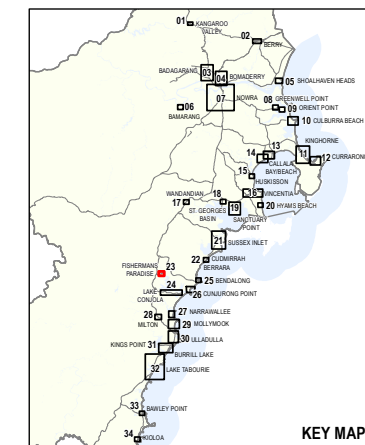 01
KANGAROO
VALLEY
02
BERRY
BADAGARANG
03
04
BOMADERRY
05
SHOALHAVEN HEADS
07
NOWRA
06
BAMARANG
08
GREENWELL POINT
09
ORIENT POINT
10
CULBURRA BEACH
KINGHORNE
11
12
CURRARONG
13
14
CALLALA
BAY/BEACH
15
HUSKISSON
VINCENTIA
WANDANDIAN
17
18
ST. GEORGES
BASIN
19
20
HYAMS BEACH
SANCTUARY
POINT
21
SUSSEX INLET
22
CUDMIRRAH
BERRARA
FISHERMANS
PARADISE
23
24
25
BENDALONG
LAKE
CONJOLA
26
CUNJURONG POINT
27
NARRAWALLEE
28
MILTON
29
MOLLYMOOK
30
ULLADULLA
KINGS POINT
31
BURRILL LAKE
32
LAKE TABOURIE
33
BAWLEY POINT
34
KIOLOA
KEY MAP